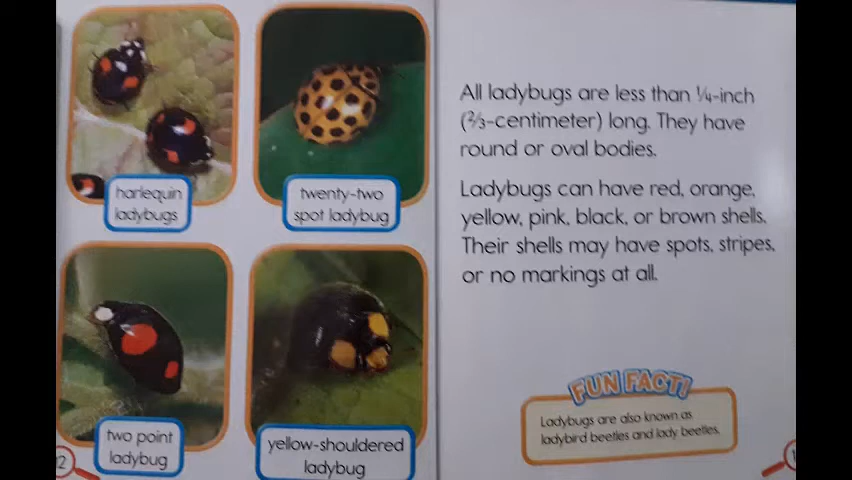 harlequin
ladybugs
twenty-two
spot ladybug
two point
ladybug
yellow-shouldered
ladybug
All ladybugs are less than ¼-inch
(⅔-centimeter) long. They have
round or oval bodies.
Ladybugs can have red, orange,
yellow, pink, black, or brown shells.
Their shells may have spots, stripes,
or no markings at all.
FUN FACT!
Ladybugs are also known as
ladybird beetles and lady beetles.